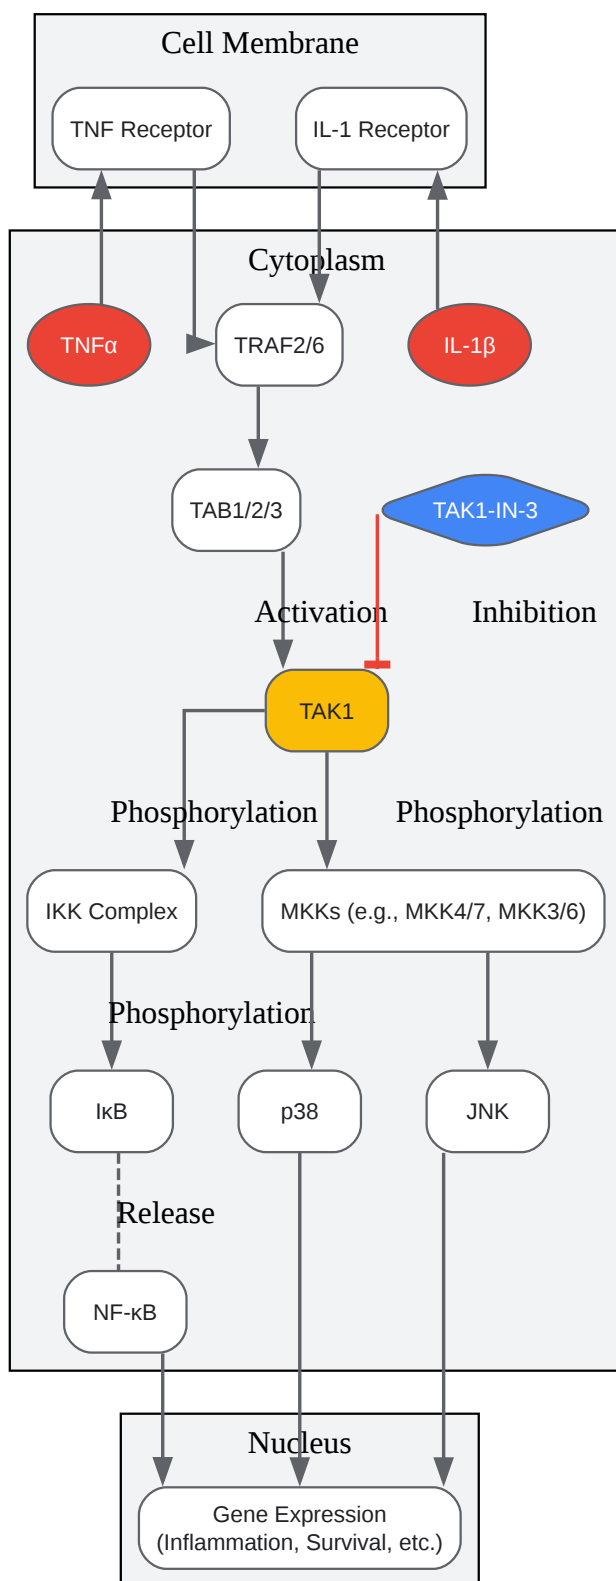 Cell Membrane
TNF Receptor
IL-1 Receptor
Cytoplasm
TNFα
TRAF2/6
IL-1β
TAB1/2/3
TAK1-IN-3
Activation
Inhibition
TAK1
Phosphorylation
Phosphorylation
IKK Complex
MKKs (e.g., MKK4/7, MKK3/6)
Phosphorylation
IκB
p38
JNK
Release
NF-κB
Nucleus
Gene Expression
(Inflammation, Survival, etc.)